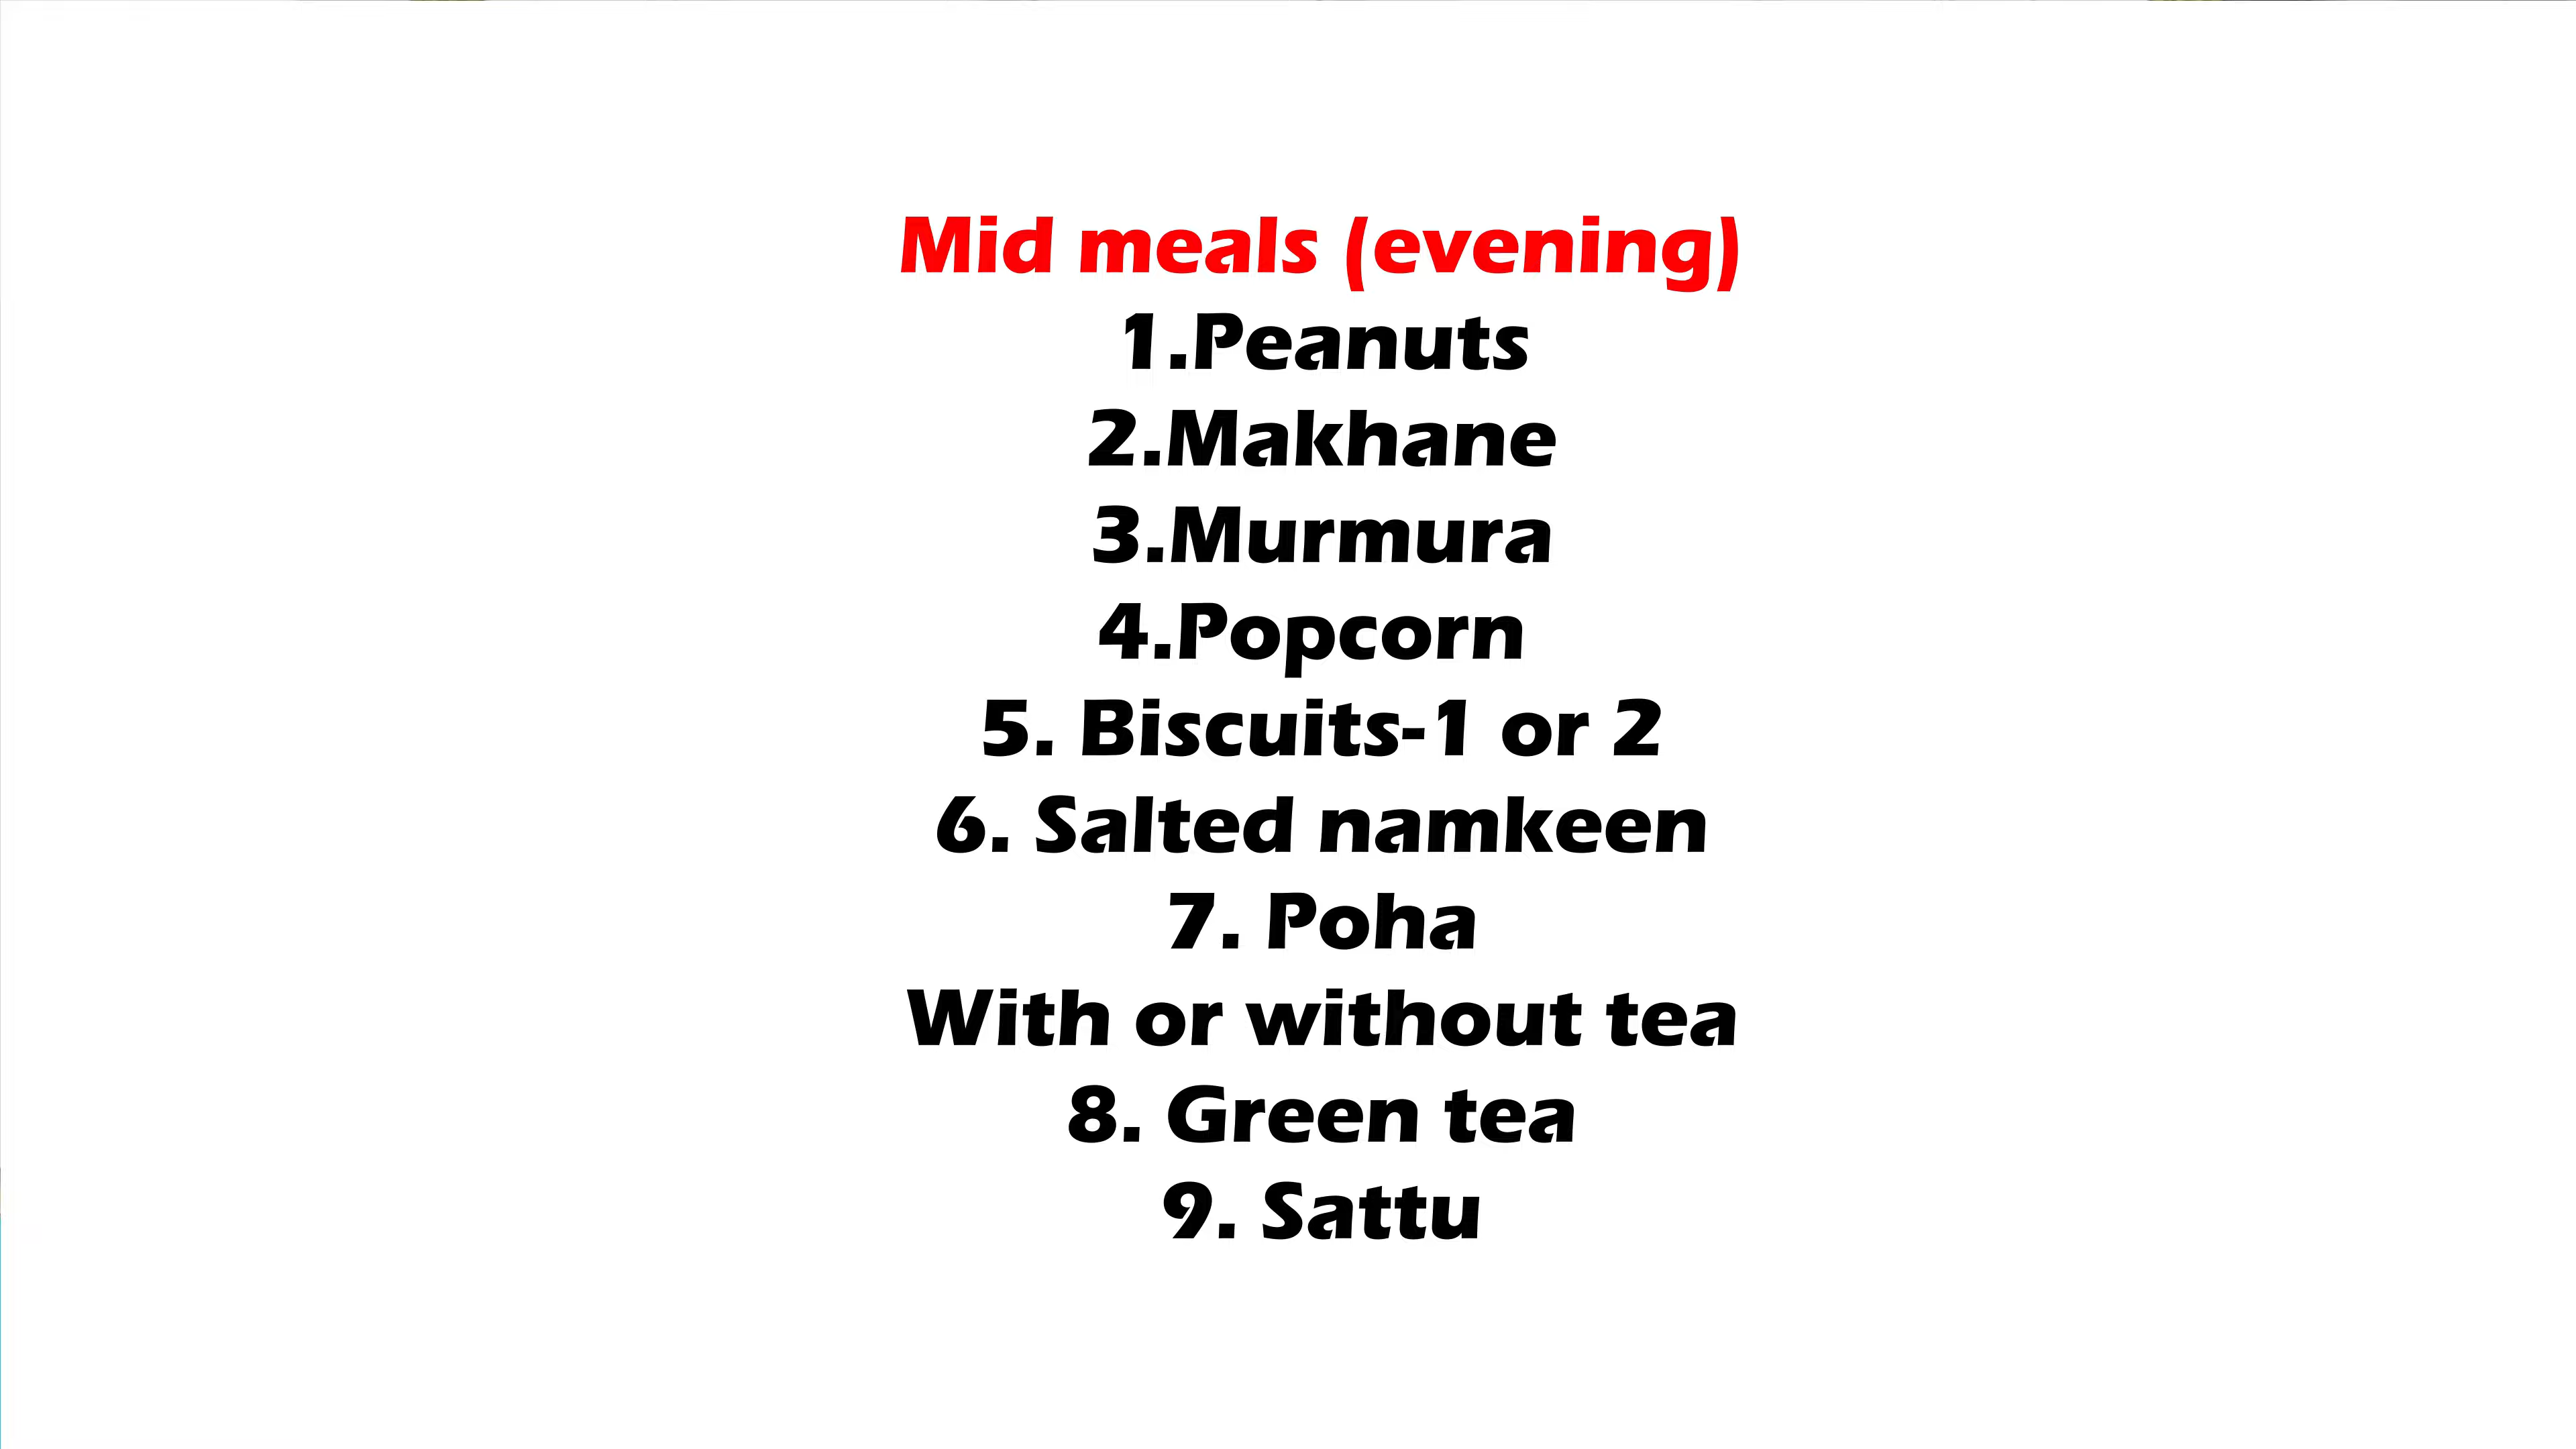 Mid meals (evening)
1.Peanuts
2.Makhane
3.Murmura
4.Popcorn
5. Biscuits-1 or 2
6. Salted namkeen
7. Poha
With or without tea
8. Green tea
9. Sattu